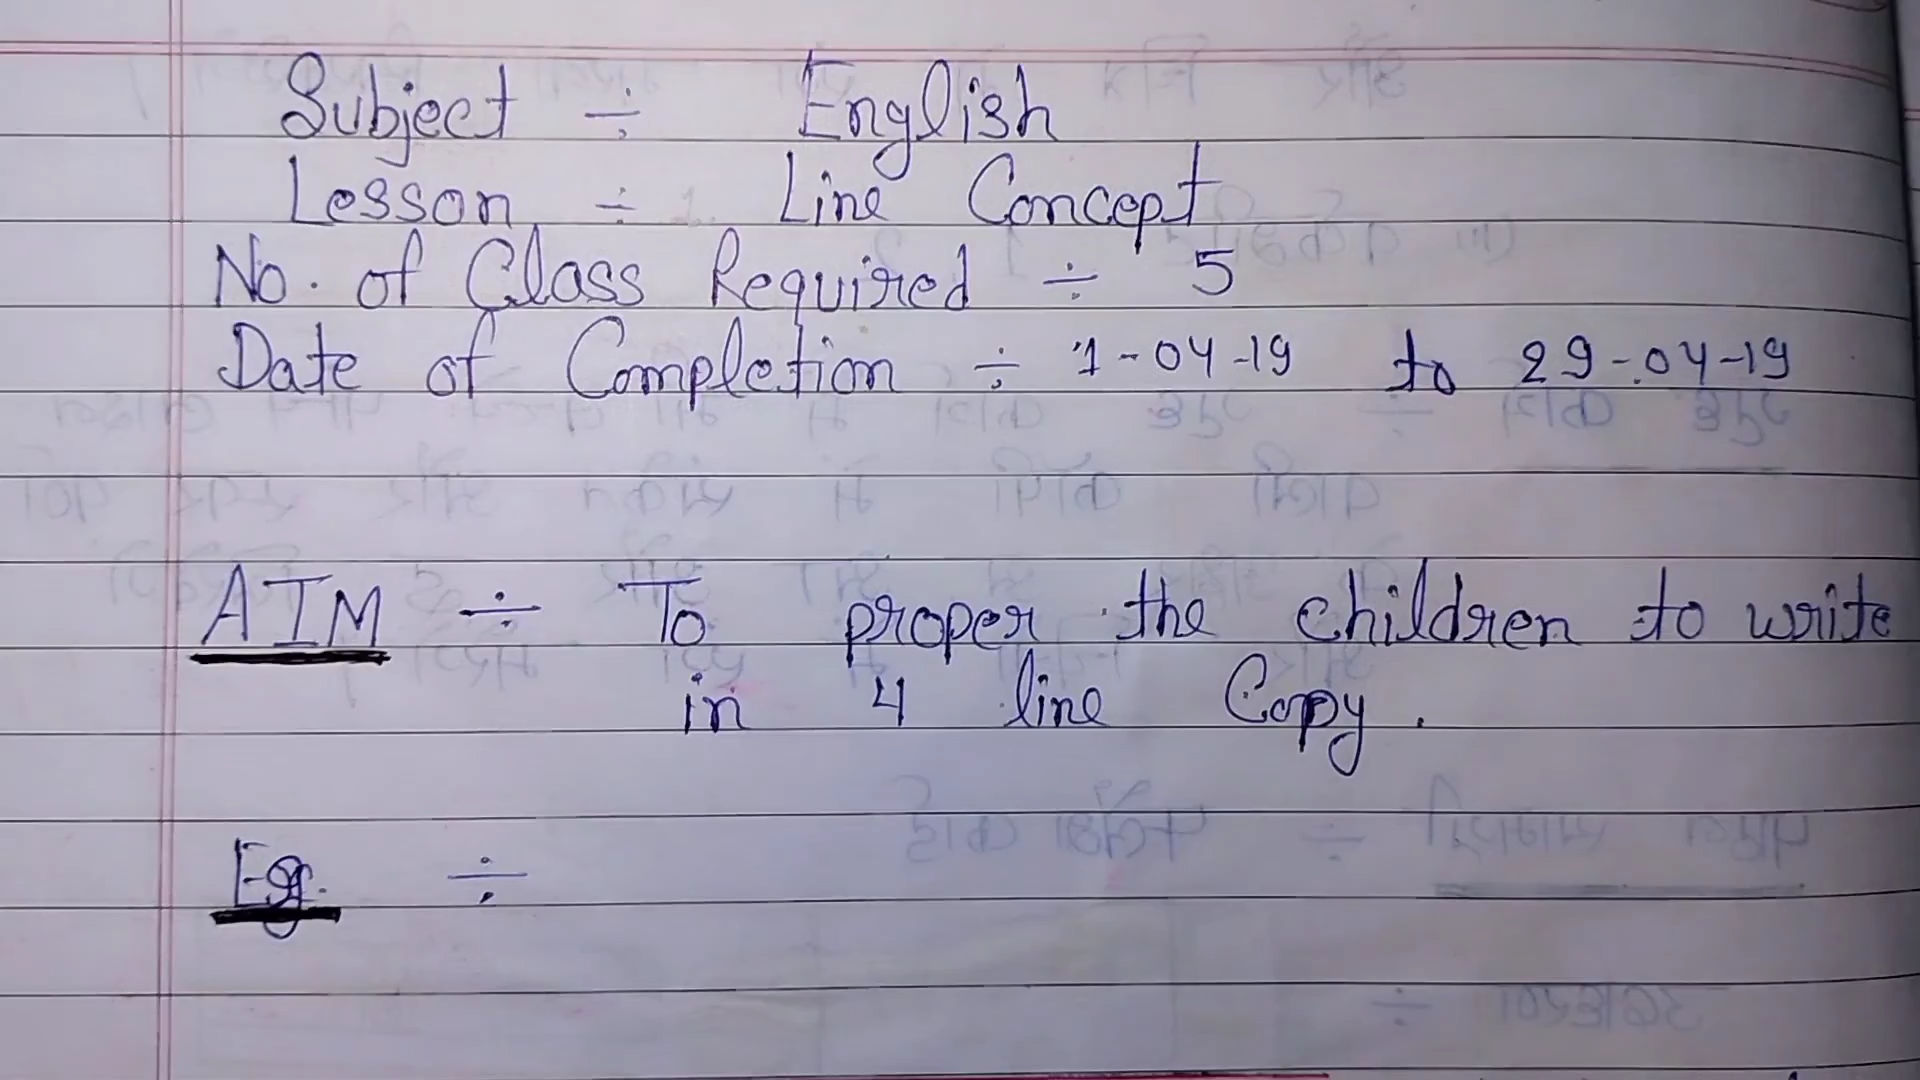 Subject ÷ English
Lesson ÷ Line Concept
No. of Class Required ÷ 5
Date of Completion ÷ 1-04-19 to 29-04-19
AIM ÷ To proper the children to write
in 4 line Copy.
Eg. ÷